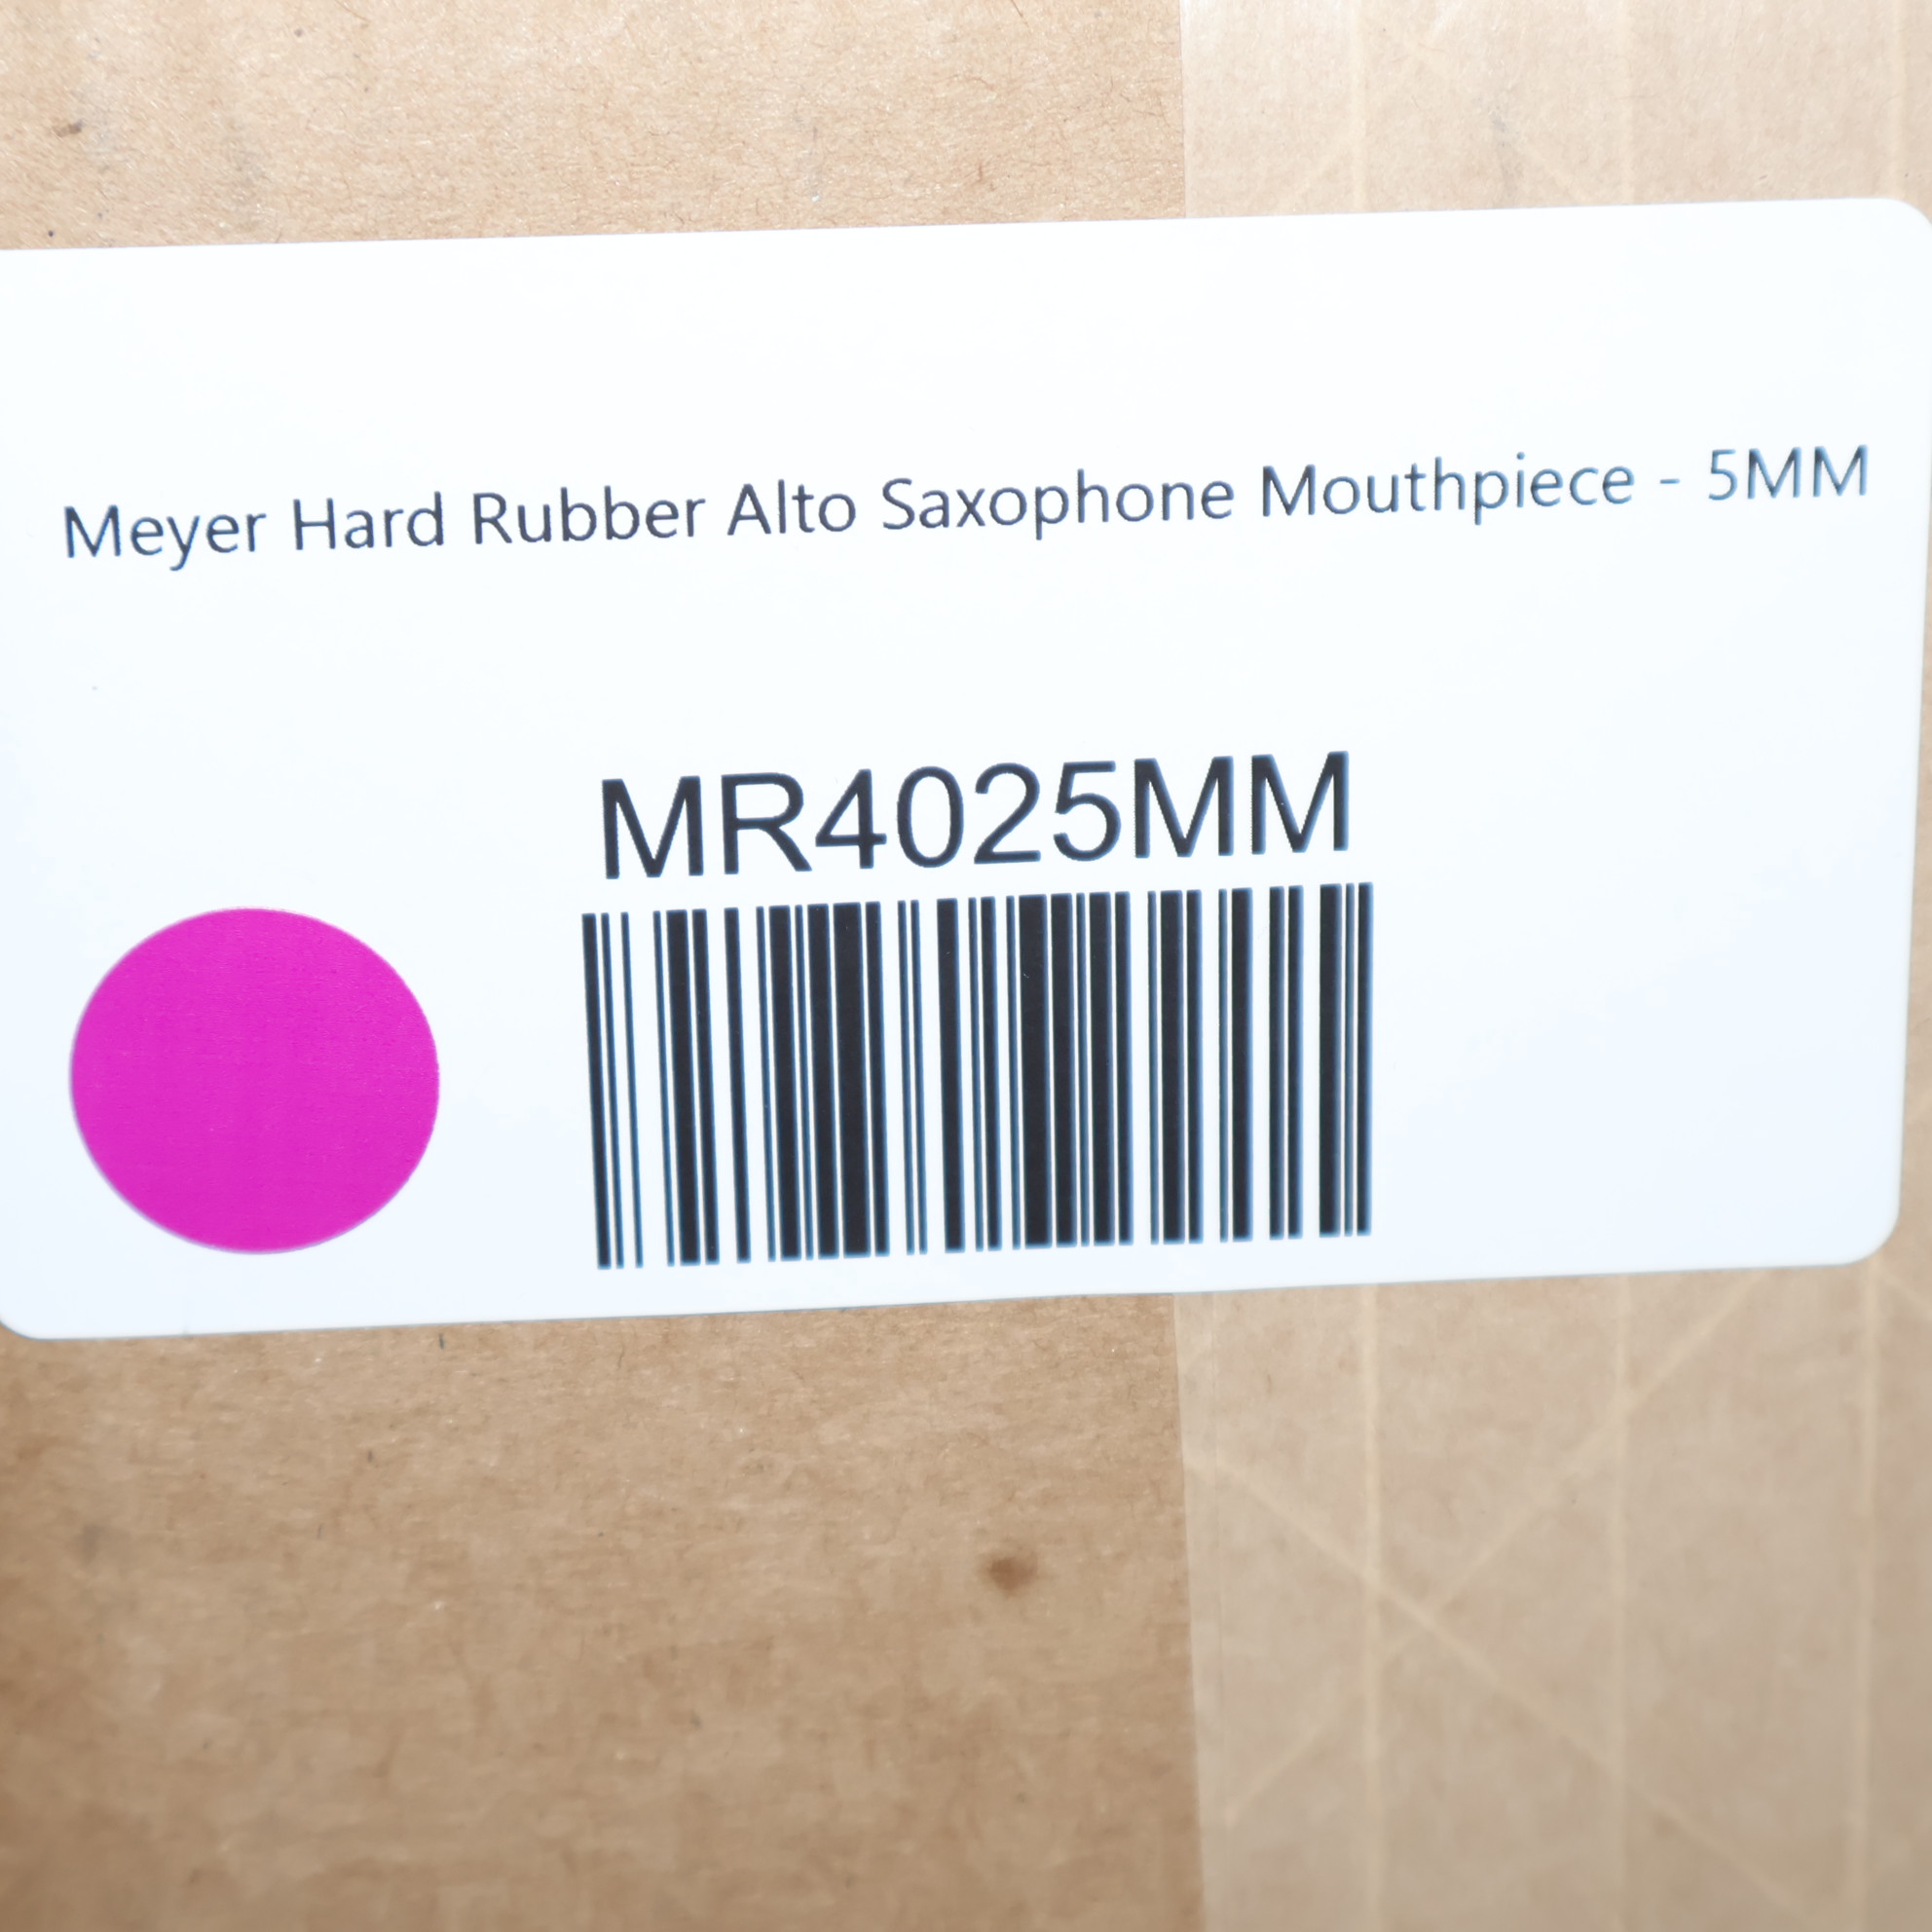 Meyer Hard Rubber Alto Saxophone Mouthpiece - 5MM
MR4025MM